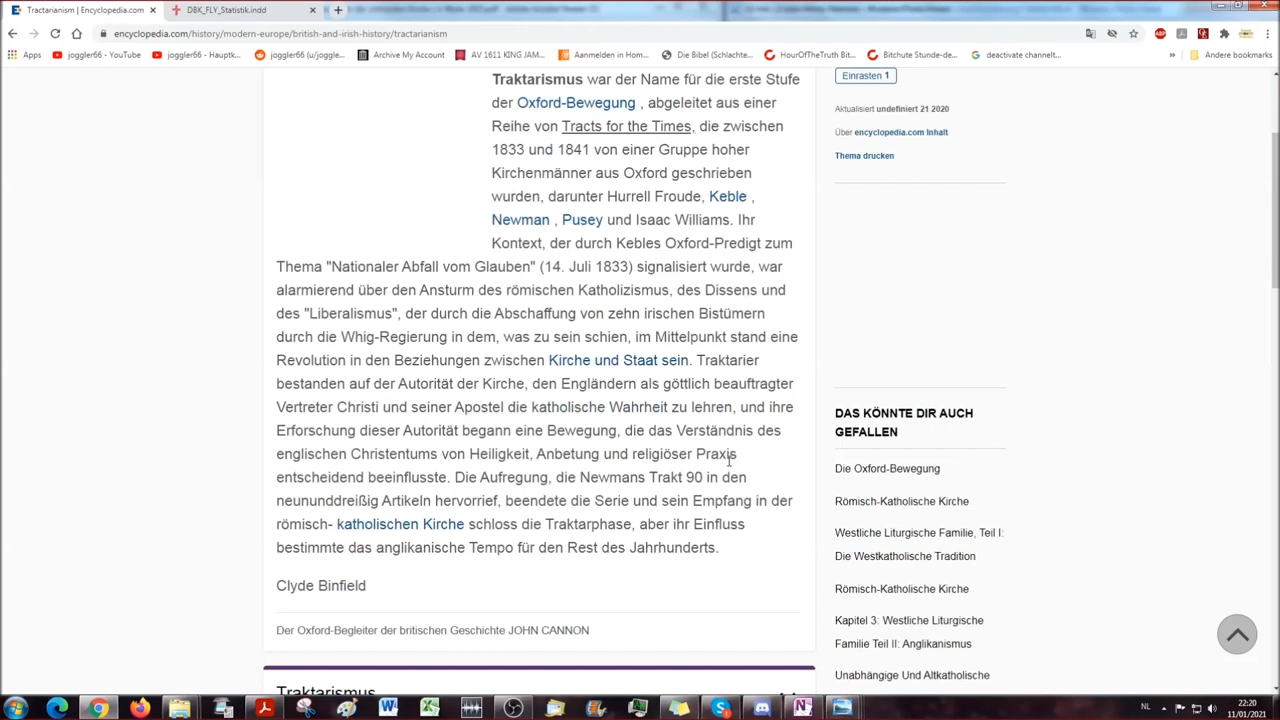 Tractarianism | Encyclopedia.com
DBK_FLY_Statistik.indd
encyclopedia.com/history/modern-europe/british-and-irish-history/tractarianism
Apps
joggler66 - YouTube
joggler66 - Hauptk...
joggler66 (u/joggle...
Archive My Account
AV 1611 KING JAM...
Aanmelden in Hom...
Die Bibel (Schlachte...
HourOfTheTruth Bit...
Bitchute Stunde-de...
deactivate channelt...
»
Andere bookmarks
Traktarismus war der Name für die erste Stufe
der Oxford-Bewegung , abgeleitet aus einer
Reihe von Tracts for the Times, die zwischen
1833 und 1841 von einer Gruppe hoher
Kirchenmänner aus Oxford geschrieben
wurden, darunter Hurrell Froude, Keble ,
Newman , Pusey und Isaac Williams. Ihr
Kontext, der durch Kebles Oxford-Predigt zum
Thema "Nationaler Abfall vom Glauben" (14. Juli 1833) signalisiert wurde, war
alarmierend über den Ansturm des römischen Katholizismus, des Dissens und
des "Liberalismus", der durch die Abschaffung von zehn irischen Bistümern
durch die Whig-Regierung in dem, was zu sein schien, im Mittelpunkt stand eine
Revolution in den Beziehungen zwischen Kirche und Staat sein. Traktarier
bestanden auf der Autorität der Kirche, den Engländern als göttlich beauftragter
Vertreter Christi und seiner Apostel die katholische Wahrheit zu lehren, und ihre
Erforschung dieser Autorität begann eine Bewegung, die das Verständnis des
englischen Christentums von Heiligkeit, Anbetung und religiöser Praxis
entscheidend beeinflusste. Die Aufregung, die Newmans Trakt 90 in den
neununddreißig Artikeln hervorrief, beendete die Serie und sein Empfang in der
römisch- katholischen Kirche schloss die Traktarphase, aber ihr Einfluss
bestimmte das anglikanische Tempo für den Rest des Jahrhunderts.
Clyde Binfield
Der Oxford-Begleiter der britischen Geschichte JOHN CANNON
Traktarismus
Einrasten 1
Aktualisiert undefiniert 21 2020
Über encyclopedia.com Inhalt
Thema drucken
DAS KÖNNTE DIR AUCH
GEFALLEN
Die Oxford-Bewegung
Römisch-Katholische Kirche
Westliche Liturgische Familie, Teil I:
Die Westkatholische Tradition
Römisch-Katholische Kirche
Kapitel 3: Westliche Liturgische
Familie Teil II: Anglikanismus
Unabhängige Und Altkatholische
NL
22:20
11/01/2021